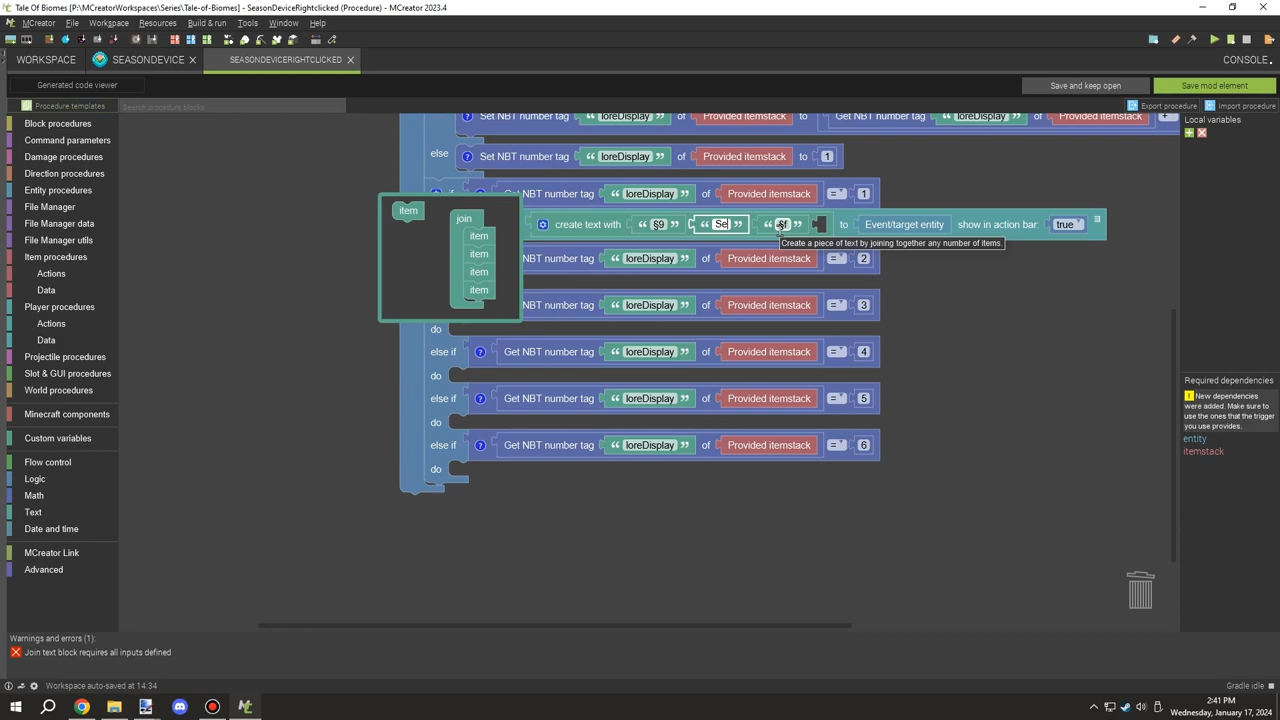 Tale Of Biomes [P:\MCreatorWorkspaces\Series\Tale-of-Biomes] - SeasonDeviceRightclicked (Procedure) - MCreator 2023.4
MCreator File Workspace Resources Build & run Tools Window Help
WORKSPACE SEASONDEVICE SEASONDEVICERIGHTCLICKED CONSOLE
Generated code viewer Save and keep open Save mod element
Procedure templates Search procedure blocks Export procedure Import procedure
Block procedures
Command parameters
Damage procedures
Direction procedures
Entity procedures
File Manager
File Manager data
File Manager utils
Item procedures
Actions
Data
Player procedures
Actions
Data
Projectile procedures
Slot & GUI procedures
World procedures
Minecraft components
Custom variables
Flow control
Logic
Math
Text
Date and time
MCreator Link
Advanced
Set NBT number tag “ loreDisplay ” of Provided itemstack to Get NBT number tag “ loreDisplay ” of Provided itemstack +
else Set NBT number tag “ loreDisplay ” of Provided itemstack to 1
if Get NBT number tag “ loreDisplay ” of Provided itemstack = 1
create text with “ §9 ” “ Se ” “ §f ” to Event/target entity show in action bar: true
Create a piece of text by joining together any number of items.
item
join
item
item
item
item
NBT number tag “ loreDisplay ” of Provided itemstack = 2
Get NBT number tag “ loreDisplay ” of Provided itemstack = 3
do
else if Get NBT number tag “ loreDisplay ” of Provided itemstack = 4
do
else if Get NBT number tag “ loreDisplay ” of Provided itemstack = 5
do
else if Get NBT number tag “ loreDisplay ” of Provided itemstack = 6
do
Local variables
Required dependencies
New dependencies
were added. Make sure to
use the ones that the trigger
you use provides.
entity
itemstack
Warnings and errors (1):
Join text block requires all inputs defined
Workspace auto-saved at 14:34 Gradle idle
2:41 PM
Wednesday, January 17, 2024